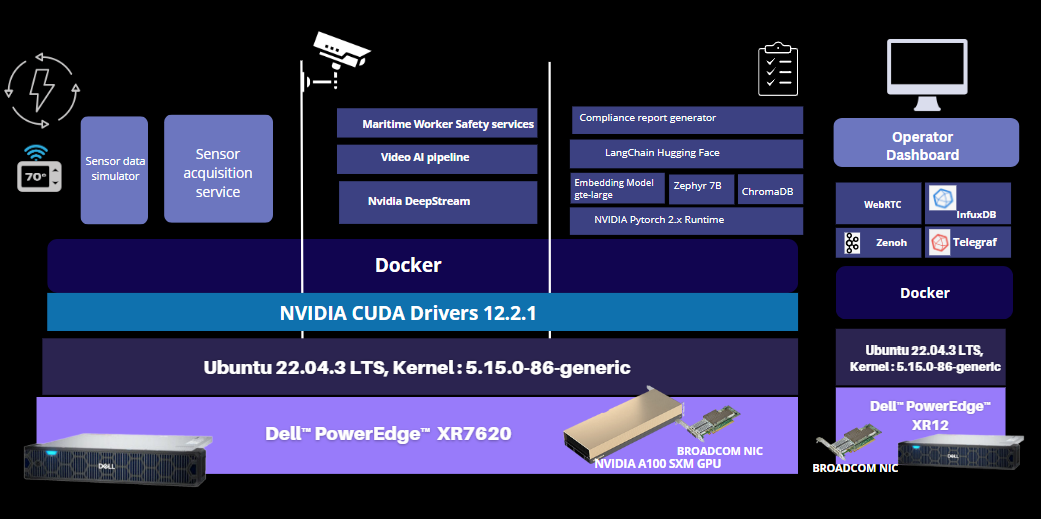 70°
Sensor data
simulator
Sensor
acquisition
service
Maritime Worker Safety services
Video AI pipeline
Nvidia DeepStream
Compliance report generator
LangChain Hugging Face
Embedding Model
gte-large
Zephyr 7B
ChromaDB
NVIDIA Pytorch 2.x Runtime
Docker
NVIDIA CUDA Drivers 12.2.1
Ubuntu 22.04.3 LTS, Kernel : 5.15.0-86-generic
Dell™ PowerEdge™ XR7620
DELL
BROADCOM NIC
NVIDIA A100 SXM GPU
Operator
Dashboard
WebRTC
InfuxDB
Zenoh
Telegraf
Docker
Ubuntu 22.04.3 LTS,
Kernel : 5.15.0-86-generic
Dell™ PowerEdge™
XR12
BROADCOM NIC
DELL